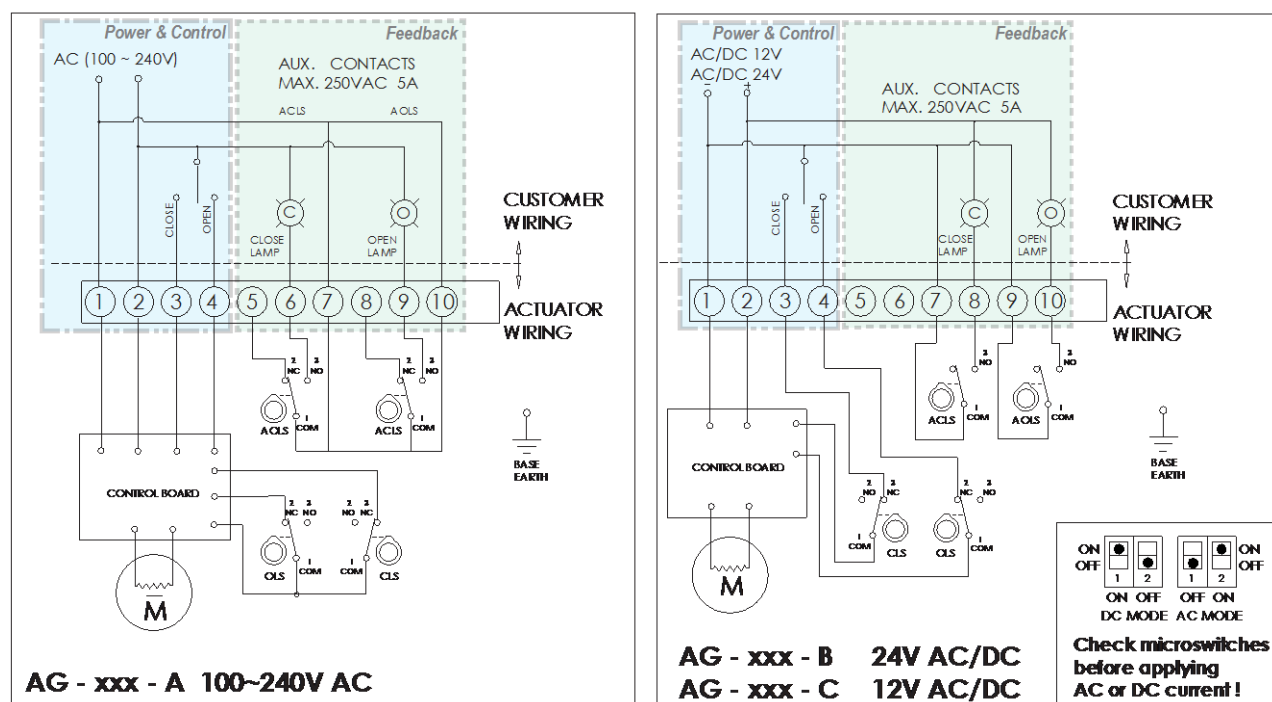 Power & Control
Feedback
AC (100 ~ 240V)
AUX. CONTACTS
MAX. 250VAC 5A
ACLS
AOLS
CLOSE
OPEN
C
O
CLOSE
LAMP
OPEN
LAMP
CUSTOMER
WIRING
1 2 3 4 5 6 7 8 9 10
ACTUATOR
WIRING
2
NC
3
NO
2
NC
3
NO
AOLS
1
COM
ACLS
1
COM
BASE
EARTH
CONTROL BOARD
2
NC
3
NO
2
NO
3
NC
OLS
1
COM
1
COM
CLS
M
AG - xxx - A 100~240V AC
Power & Control
Feedback
AC/DC 12V
AC/DC 24V
- +
AUX. CONTACTS
MAX. 250VAC 5A
CLOSE
OPEN
C
O
CLOSE
LAMP
OPEN
LAMP
CUSTOMER
WIRING
1 2 3 4 5 6 7 8 9 10
ACTUATOR
WIRING
3
NO
3
NO
ACLS
1
COM
AOLS
1
COM
BASE
EARTH
CONTROL BOARD
2
NO
3
NC
2
NC
3
NO
1
COM
CLS
OLS
1
COM
M
ON
OFF
1 2
1 2
ON
OFF
ON OFF
OFF ON
DC MODE AC MODE
Check microswitches
before applying
AC or DC current !
AG - xxx - B 24V AC/DC
AG - xxx - C 12V AC/DC